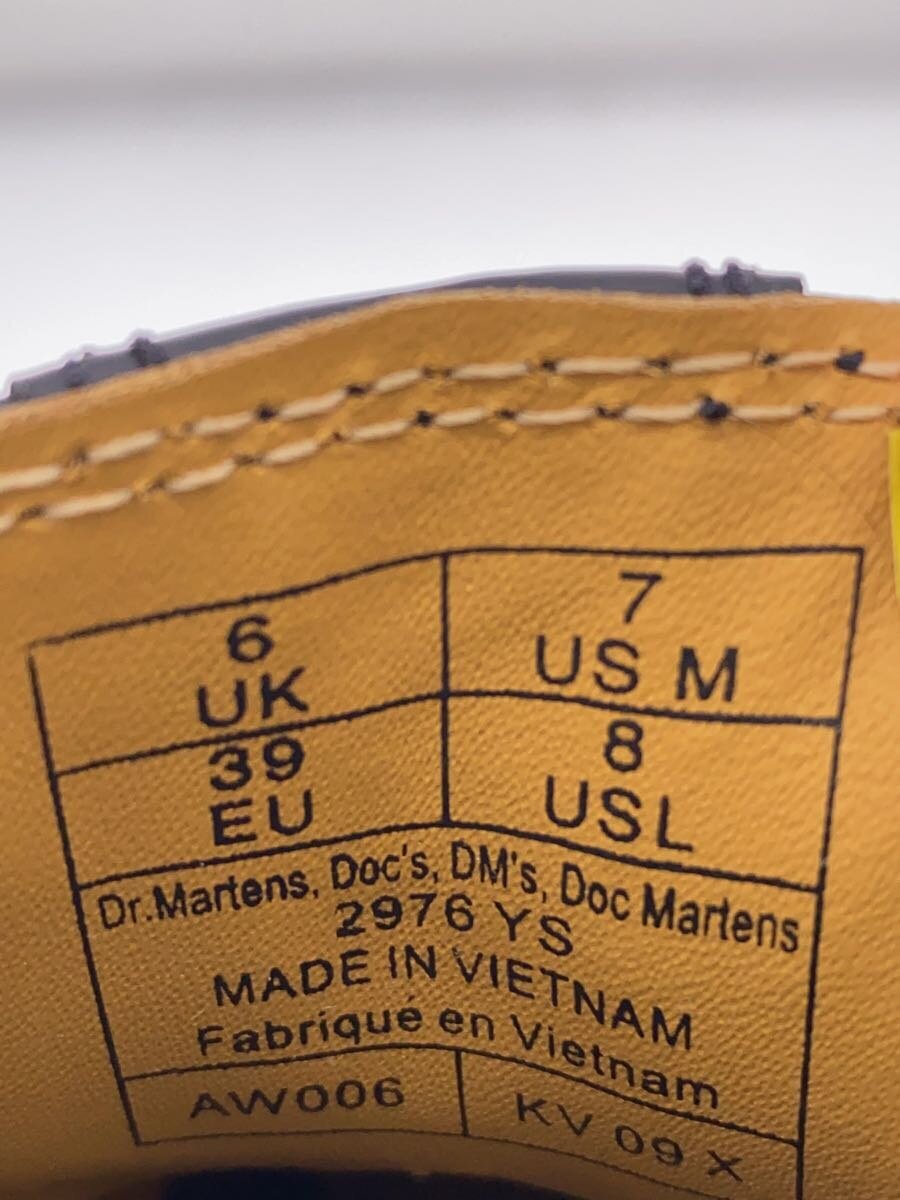 6
UK
7
US M
39
EU
8
USL
Dr.Martens, Doc's, DM's, Doc Martens
2976 YS
MADE IN VIETNAM
Fabriqué en Vietnam
AW006
KV 09 X